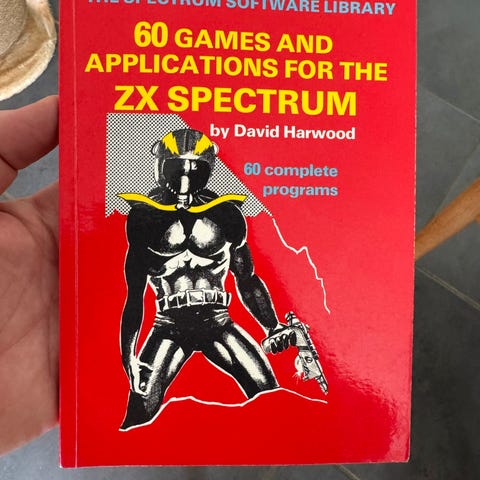 THE SPECTRUM SOFTWARE LIBRARY
60 GAMES AND
APPLICATIONS FOR THE
ZX SPECTRUM
by David Harwood
60 complete
programs